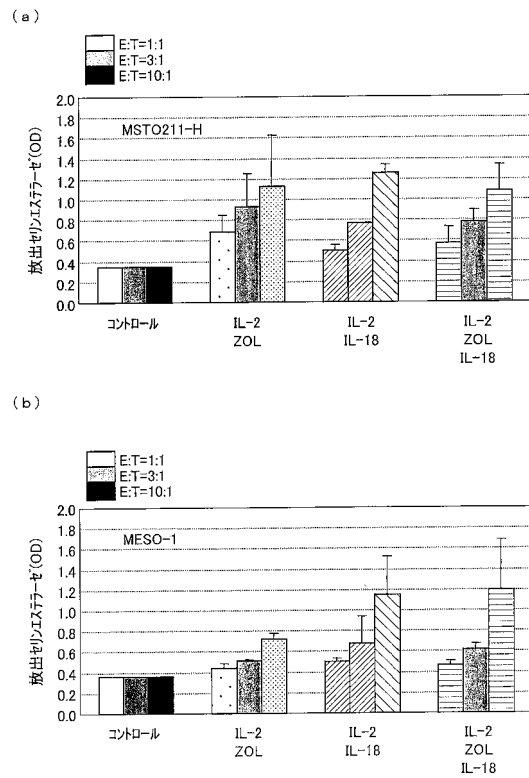 (a)
E:T=1:1
E:T=3:1
E:T=10:1
2.0
1.8
1.6
1.4
1.2
1.0
0.8
0.6
0.4
0.2
0.0
放出セリンエステラーゼ(OD)
MSTO211-H
コントロール
IL-2
ZOL
IL-2
IL-18
IL-2
ZOL
IL-18
(b)
E:T=1:1
E:T=3:1
E:T=10:1
2.0
1.8
1.6
1.4
1.2
1.0
0.8
0.6
0.4
0.2
0.0
放出セリンエステラーゼ(OD)
MESO-1
コントロール
IL-2
ZOL
IL-2
IL-18
IL-2
ZOL
IL-18